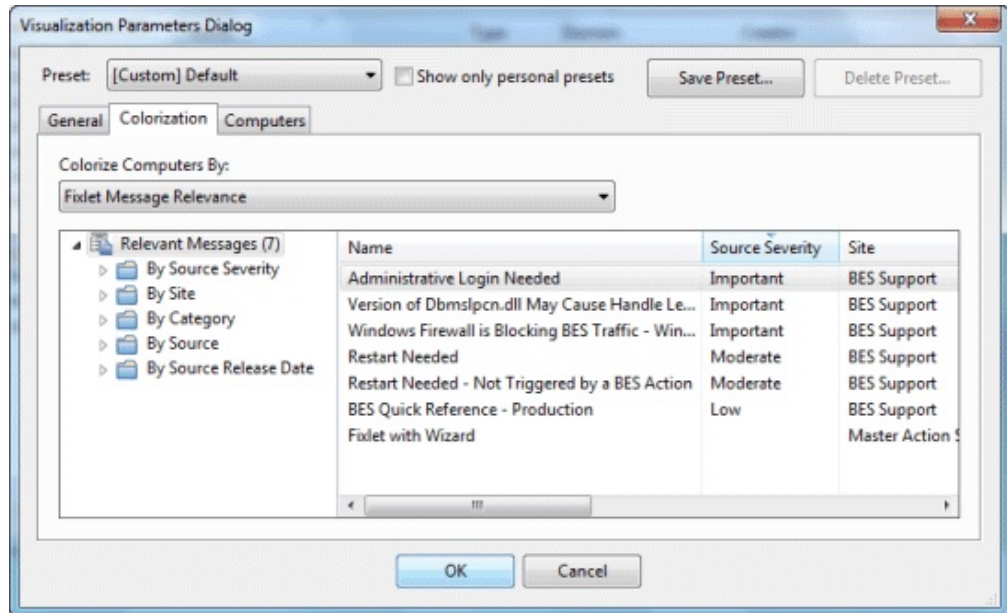 Visualization Parameters Dialog
Preset: [Custom] Default Show only personal presets Save Preset... Delete Preset...
General Colorization Computers
Colorize Computers By:
Fixlet Message Relevance
Relevant Messages (7)
By Source Severity
By Site
By Category
By Source
By Source Release Date
Name Source Severity Site
Administrative Login Needed Important BES Support
Version of Dbmslpcn.dll May Cause Handle Le... Important BES Support
Windows Firewall is Blocking BES Traffic - Win... Important BES Support
Restart Needed Moderate BES Support
Restart Needed - Not Triggered by a BES Action Moderate BES Support
BES Quick Reference - Production Low BES Support
Fixlet with Wizard Master Action S
OK Cancel